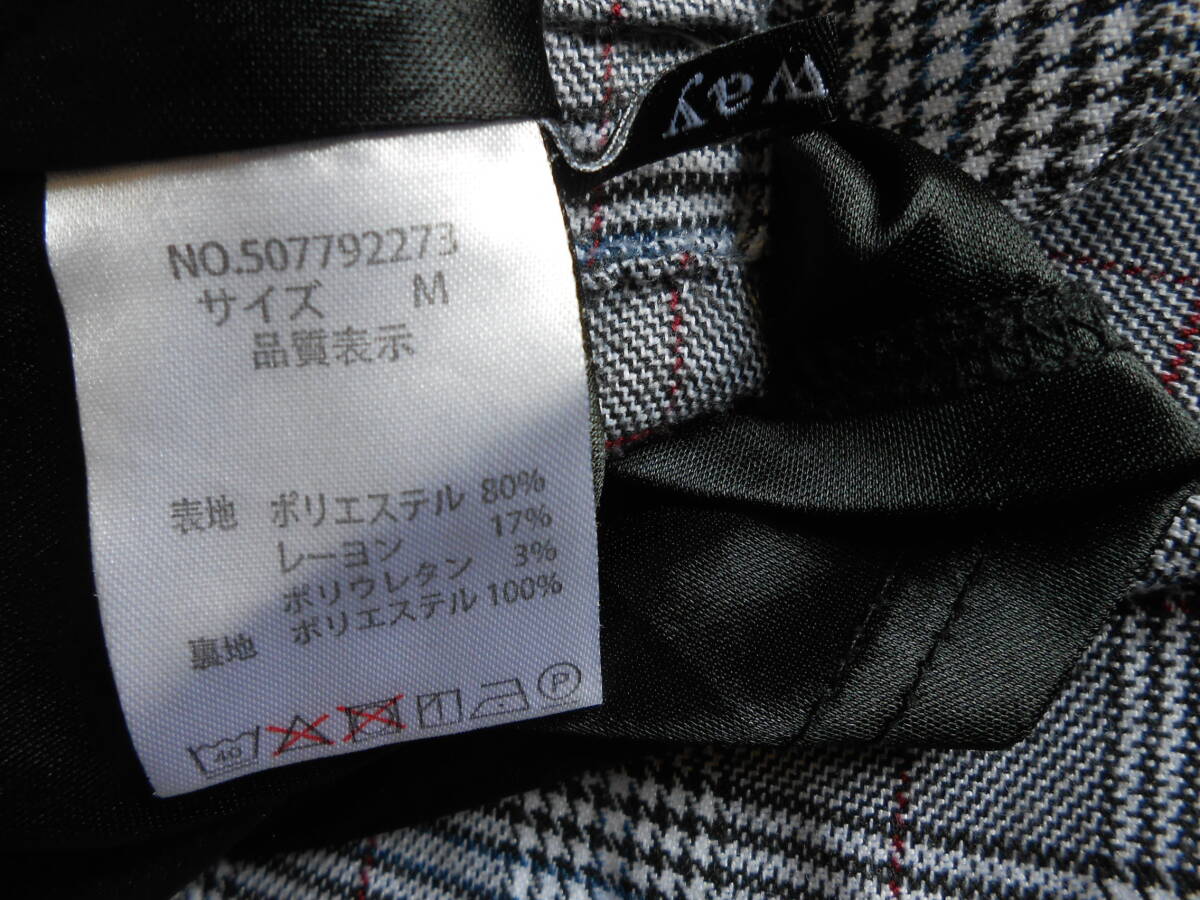 Way
NO.507792273
サイズ M
品質表示
表地 ポリエステル 80%
レーヨン 17%
ポリウレタン 3%
裏地 ポリエステル 100%
40
P